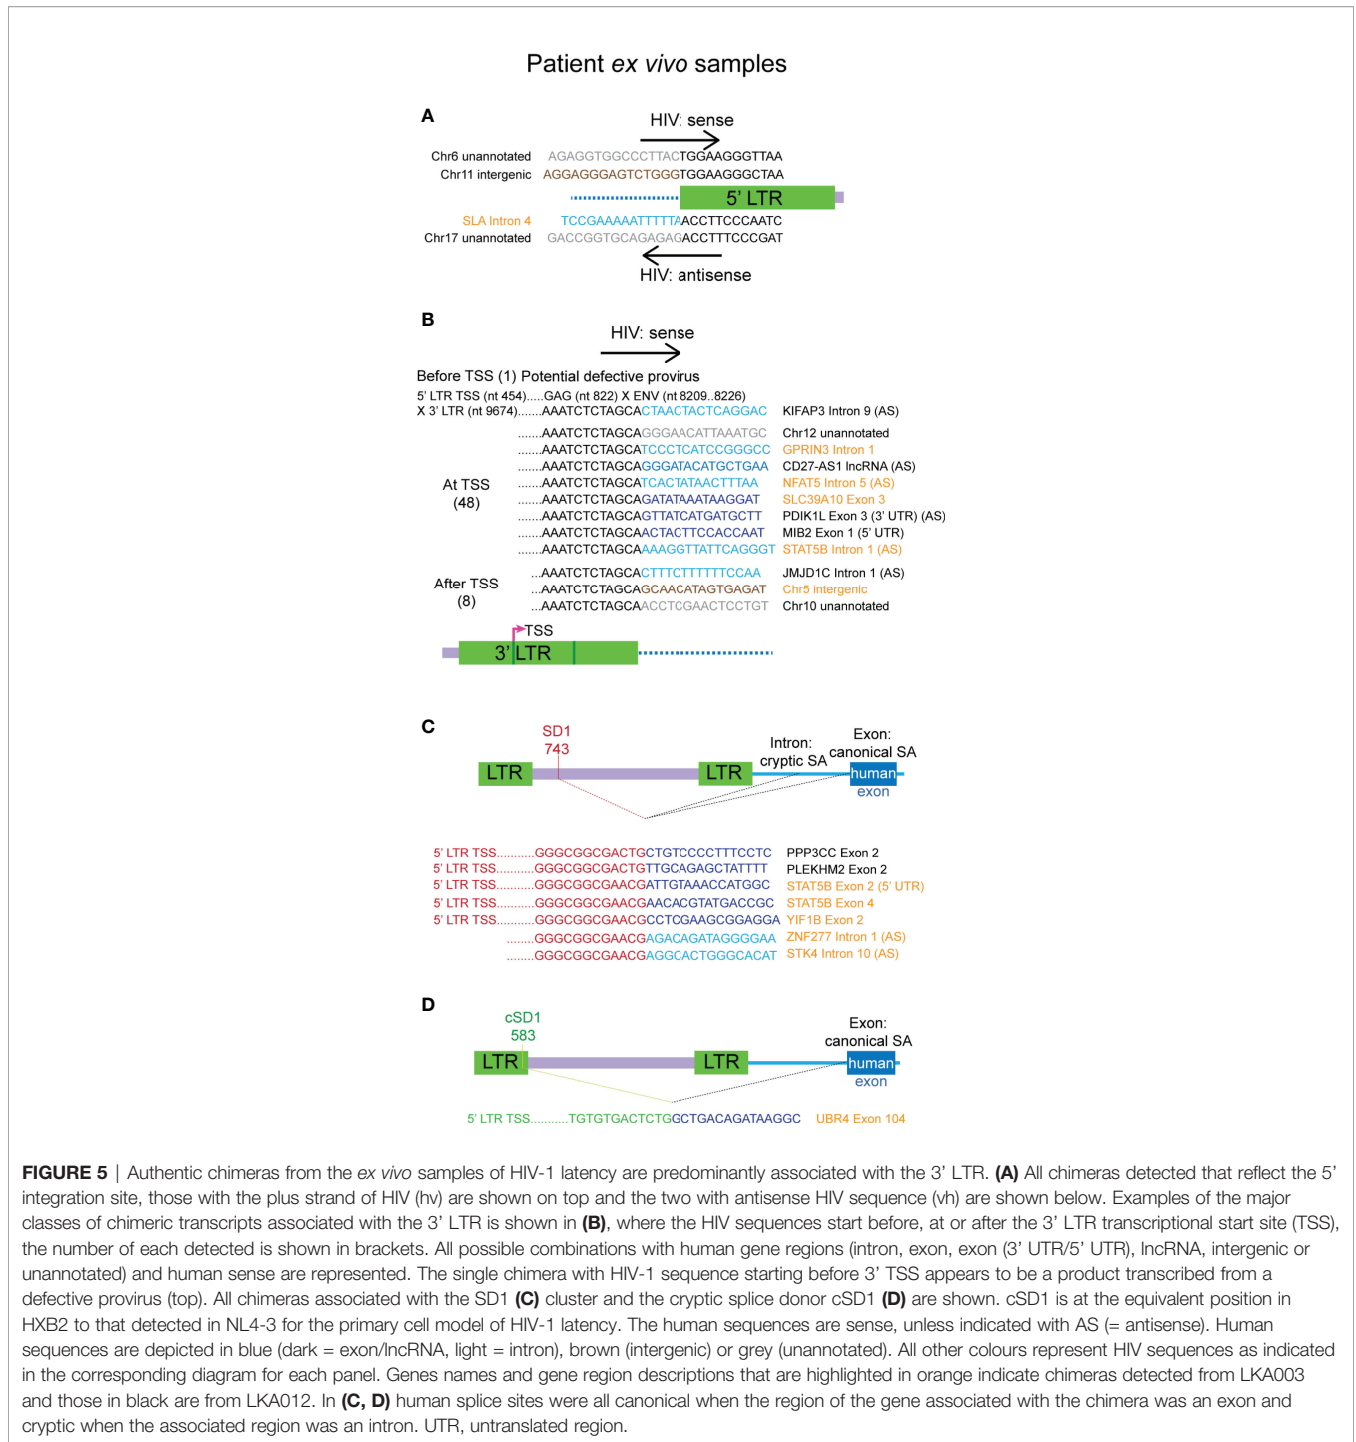 Patient ex vivo samples
A
HIV: sense
Chr6 unannotated AGAGGTGGCCCTTACTGGAAGGGTTAA
Chr11 intergenic AGGAGGGAGTCTGGGTGGAAGGGCTAA
5' LTR
SLA Intron 4 TCCGAAAAATTTTTAACCTTCCCAATC
Chr17 unannotated GACCGGTGCAGAGAGACCTTTCCCGAT
HIV: antisense
B
HIV: sense
Before TSS (1) Potential defective provirus
5' LTR TSS (nt 454).....GAG (nt 822) X ENV (nt 8209..8226)
X 3' LTR (nt 9674).......AAATCTCTAGCACTAACTACTCAGGAC KIFAP3 Intron 9 (AS)
.......AAATCTCTAGCAGGGAACATTAAATGC Chr12 unannotated
.......AAATCTCTAGCATCCCTCATCCGGGCC GPRIN3 Intron 1
.......AAATCTCTAGCAGGGATACATGCTGAA CD27-AS1 lncRNA (AS)
At TSS
(48)
.......AAATCTCTAGCATCACTATAACTTTAA NFAT5 Intron 5 (AS)
.......AAATCTCTAGCAGATATAAATAAGGAT SLC39A10 Exon 3
.......AAATCTCTAGCAGTTATCATGATGCTT PDIK1L Exon 3 (3' UTR) (AS)
.......AAATCTCTAGCAACTACTTCCACCAAT MIB2 Exon 1 (5' UTR)
.......AAATCTCTAGCAAAAGGTTATTCAGGGT STAT5B Intron 1 (AS)
After TSS
(8)
...AAATCTCTAGCACTTTCTTTTTTCCAA JMJD1C Intron 1 (AS)
...AAATCTCTAGCAGCAACATAGTGAGAT Chr5 intergenic
...AAATCTCTAGCAACCTCGAACTCCTGT Chr10 unannotated
TSS
3' LTR
C
SD1
743
Intron:
cryptic SA
Exon:
canonical SA
LTR LTR human
exon
5' LTR TSS..........GGGCGGCGACTGCTGTCCCCTTTCCTC PPP3CC Exon 2
5' LTR TSS..........GGGCGGCGACTGTTGCAGAGCTATTTT PLEKHM2 Exon 2
5' LTR TSS..........GGGCGGCGAACGATTGTAAACCATGGC STAT5B Exon 2 (5' UTR)
5' LTR TSS..........GGGCGGCGAACGAACACGTATGACCGC STAT5B Exon 4
5' LTR TSS..........GGGCGGCGAACGCCTCGAAGCGGAGGA YIF1B Exon 2
........GGGCGGCGAACGAGACAGATAGGGGAA ZNF277 Intron 1 (AS)
........GGGCGGCGAACGAGGCACTGGGCACAT STK4 Intron 10 (AS)
D
cSD1
583
Exon:
canonical SA
LTR LTR human
exon
5' LTR TSS..........TGTGTGACTCTGGCTGACAGATAAGGC UBR4 Exon 104
FIGURE 5 | Authentic chimeras from the ex vivo samples of HIV-1 latency are predominantly associated with the 3' LTR. (A) All chimeras detected that reflect the 5'
integration site, those with the plus strand of HIV (hv) are shown on top and the two with antisense HIV sequence (vh) are shown below. Examples of the major
classes of chimeric transcripts associated with the 3' LTR is shown in (B), where the HIV sequences start before, at or after the 3' LTR transcriptional start site (TSS),
the number of each detected is shown in brackets. All possible combinations with human gene regions (intron, exon, exon (3' UTR/5' UTR), lncRNA, intergenic or
unannotated) and human sense are represented. The single chimera with HIV-1 sequence starting before 3' TSS appears to be a product transcribed from a
defective provirus (top). All chimeras associated with the SD1 (C) cluster and the cryptic splice donor cSD1 (D) are shown. cSD1 is at the equivalent position in
HXB2 to that detected in NL4-3 for the primary cell model of HIV-1 latency. The human sequences are sense, unless indicated with AS (= antisense). Human
sequences are depicted in blue (dark = exon/lncRNA, light = intron), brown (intergenic) or grey (unannotated). All other colours represent HIV sequences as indicated
in the corresponding diagram for each panel. Genes names and gene region descriptions that are highlighted in orange indicate chimeras detected from LKA003
and those in black are from LKA012. In (C, D) human splice sites were all canonical when the region of the gene associated with the chimera was an exon and
cryptic when the associated region was an intron. UTR, untranslated region.